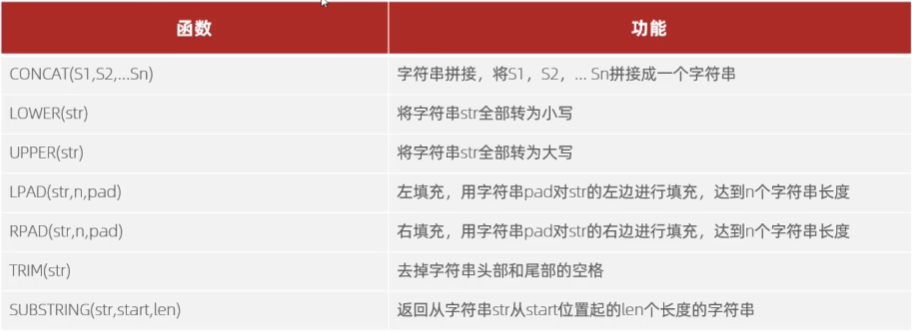 函数 功能
CONCAT(S1,S2,...Sn) 字符串拼接，将S1，S2，... Sn拼接成一个字符串
LOWER(str) 将字符串str全部转为小写
UPPER(str) 将字符串str全部转为大写
LPAD(str,n,pad) 左填充，用字符串pad对str的左边进行填充，达到n个字符串长度
RPAD(str,n,pad) 右填充，用字符串pad对str的右边进行填充，达到n个字符串长度
TRIM(str) 去掉字符串头部和尾部的空格
SUBSTRING(str,start,len) 返回从字符串str从start位置起的len个长度的字符串